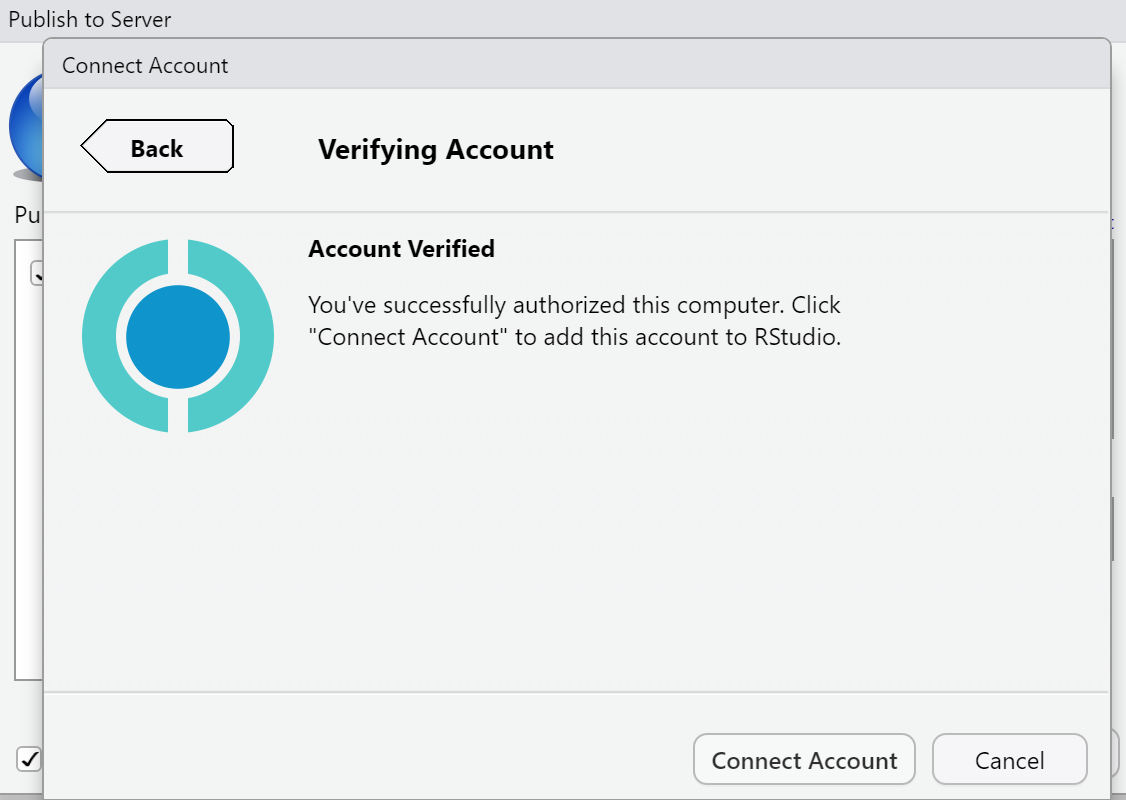 Publish to Server
Connect Account
Back
Verifying Account
Pu
Account Verified
You've successfully authorized this computer. Click
"Connect Account" to add this account to RStudio.
Connect Account
Cancel